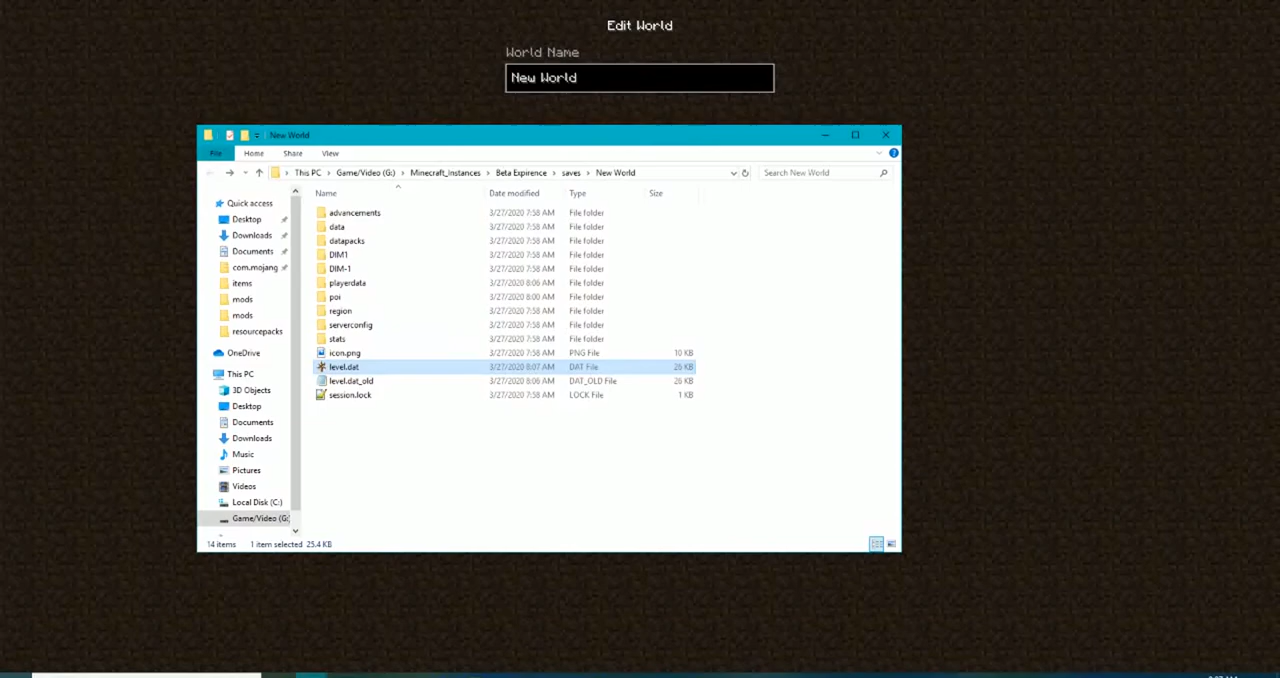 Edit World
World Name
New World
New World
File Home Share View
This PC Game/Video (G:) Minecraft_Instances Beta Expirence saves New World Search New World
Name Date modified Type Size
Quick access
Desktop
Downloads
Documents
com.mojang
items
mods
mods
resourcepacks
OneDrive
This PC
3D Objects
Desktop
Documents
Downloads
Music
Pictures
Videos
Local Disk (C:)
Game/Video (G:
advancements 3/27/2020 7:58 AM File folder
data 3/27/2020 7:58 AM File folder
datapacks 3/27/2020 7:58 AM File folder
DIM1 3/27/2020 7:58 AM File folder
DIM-1 3/27/2020 7:58 AM File folder
playerdata 3/27/2020 8:06 AM File folder
poi 3/27/2020 8:00 AM File folder
region 3/27/2020 7:58 AM File folder
serverconfig 3/27/2020 7:58 AM File folder
stats 3/27/2020 7:58 AM File folder
icon.png 3/27/2020 7:58 AM PNG File 10 KB
level.dat 3/27/2020 8:07 AM DAT File 26 KB
level.dat_old 3/27/2020 8:06 AM DAT_OLD File 26 KB
session.lock 3/27/2020 7:58 AM LOCK File 1 KB
14 items 1 item selected 25.4 KB